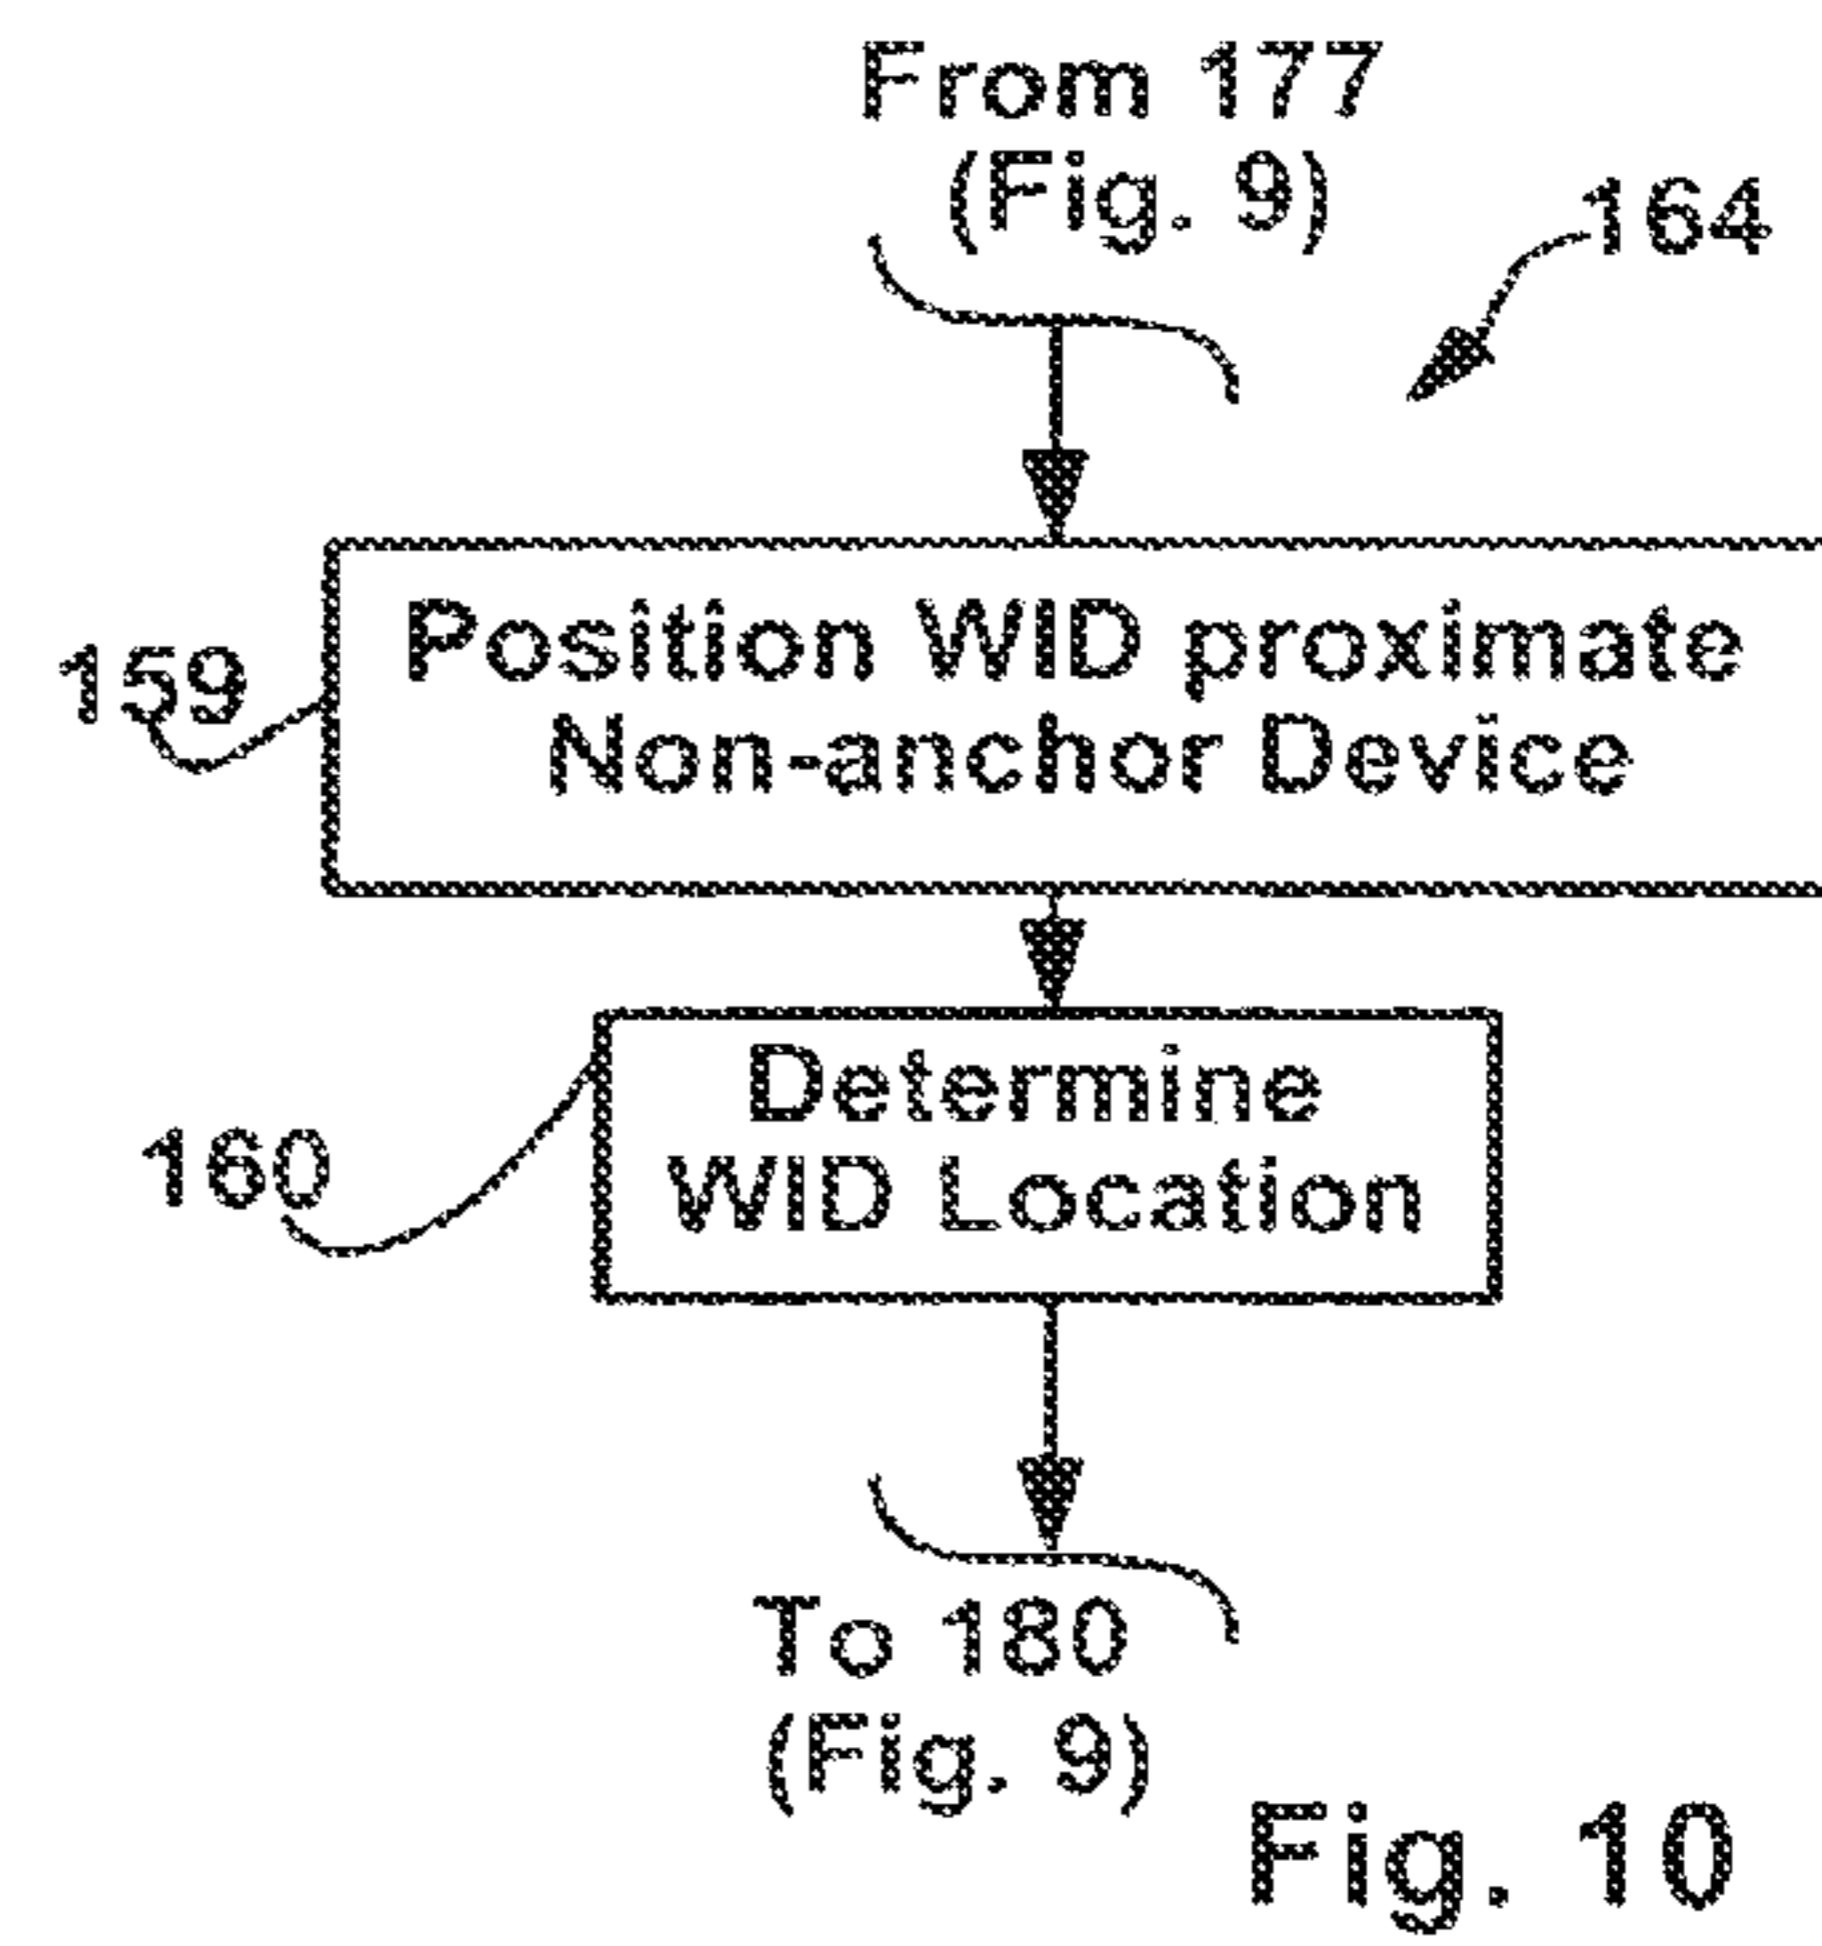 From 177
(Fig. 9)
164
Position WID proximate
Non-anchor Device
159
Determine
WID Location
160
To 180
(Fig. 9)
Fig. 10